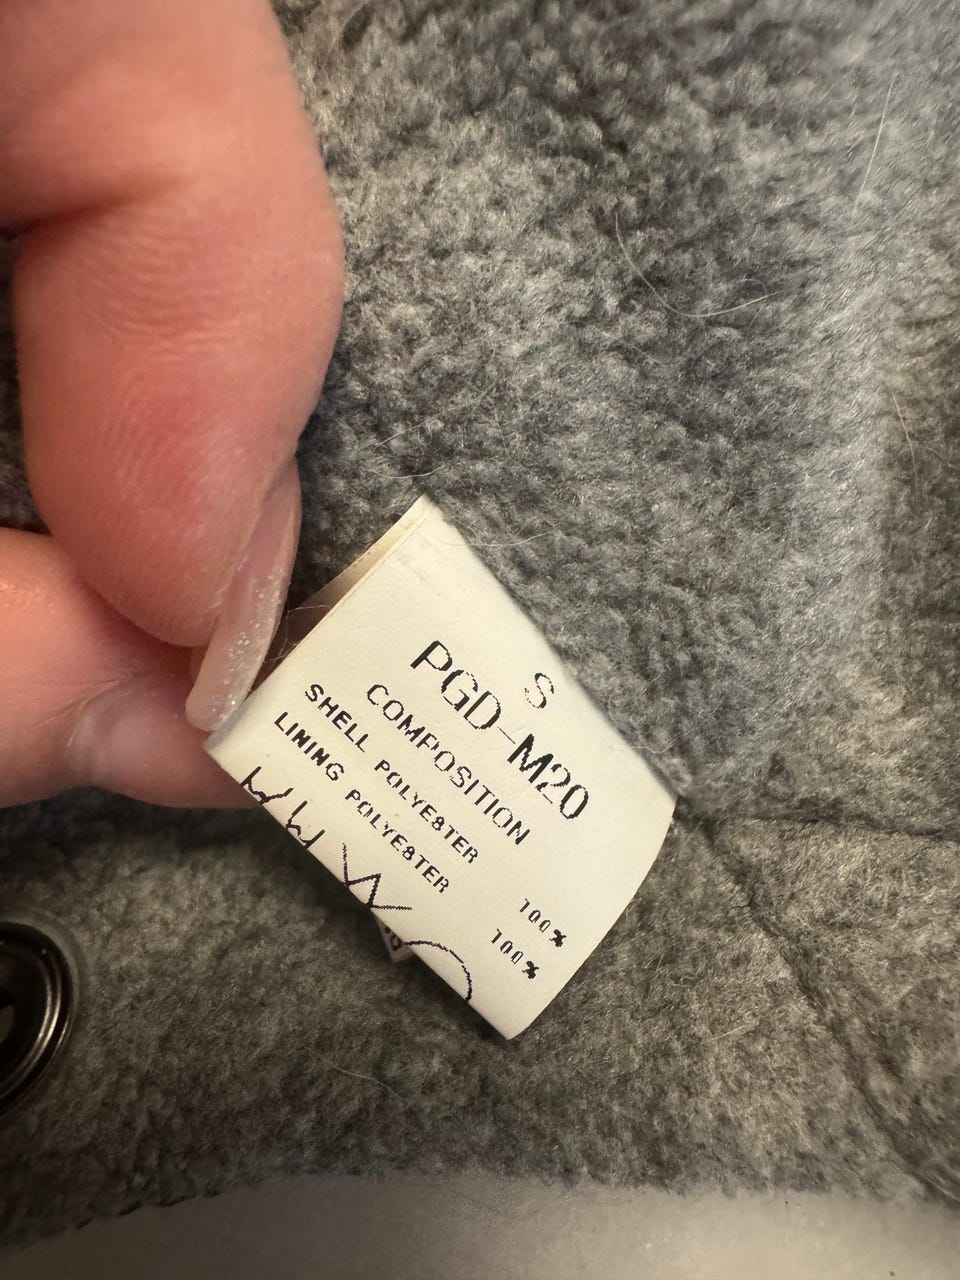 S
PGD-M20
COMPOSITION
SHELL POLYESTER 100%
LINING POLYESTER 100%